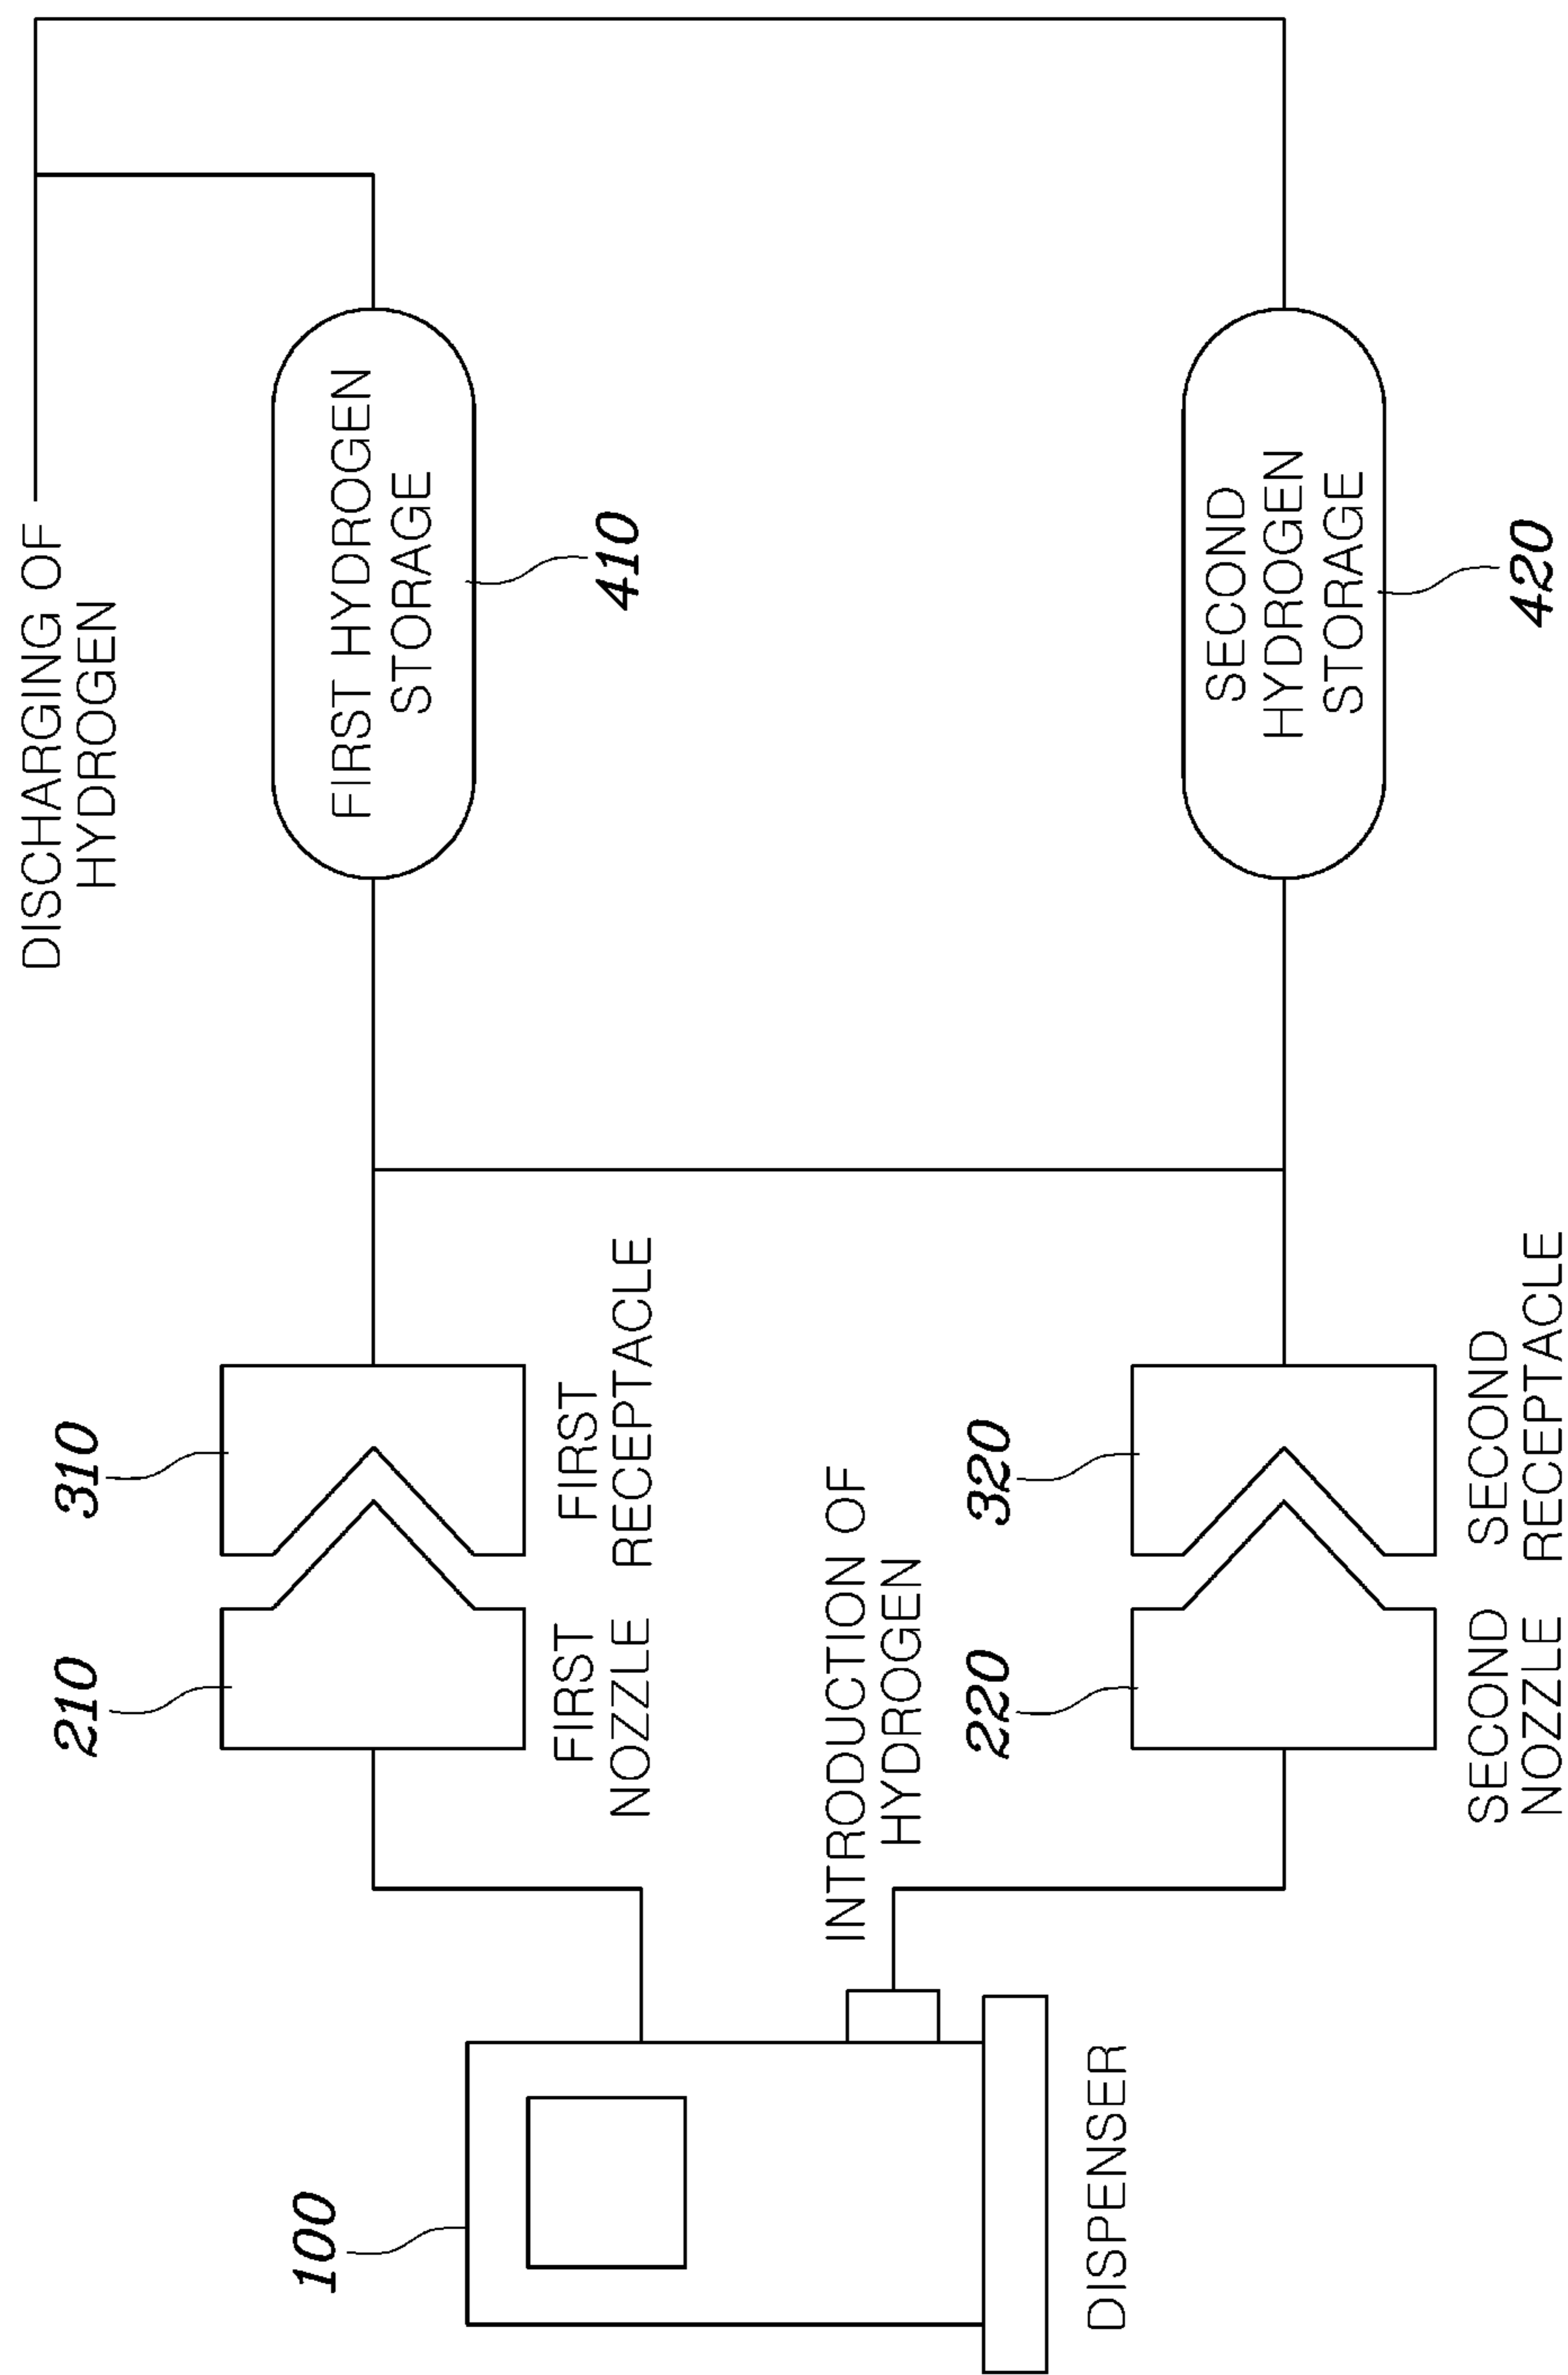 DISCHARGING OF
HYDROGEN
210
310
FIRST HYDROGEN
STORAGE
410
100
FIRST
NOZZLE
FIRST
RECEPTACLE
INTRODUCTION OF
HYDROGEN
220
320
SECOND
HYDROGEN
STORAGE
420
DISPENSER
SECOND
NOZZLE
SECOND
RECEPTACLE